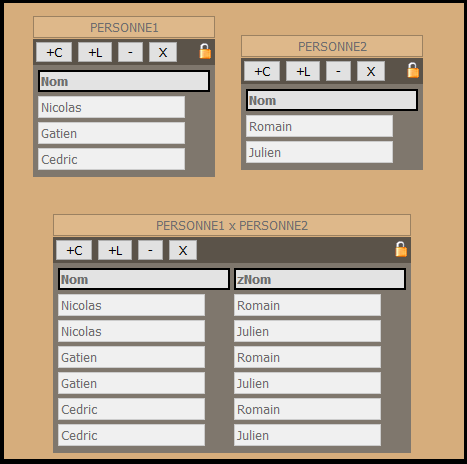 PERSONNE1
+C +L - X
Nom
Nicolas
Gatien
Cedric
PERSONNE2
+C +L - X
Nom
Romain
Julien
PERSONNE1 x PERSONNE2
+C +L - X
Nom zNom
Nicolas Romain
Nicolas Julien
Gatien Romain
Gatien Julien
Cedric Romain
Cedric Julien